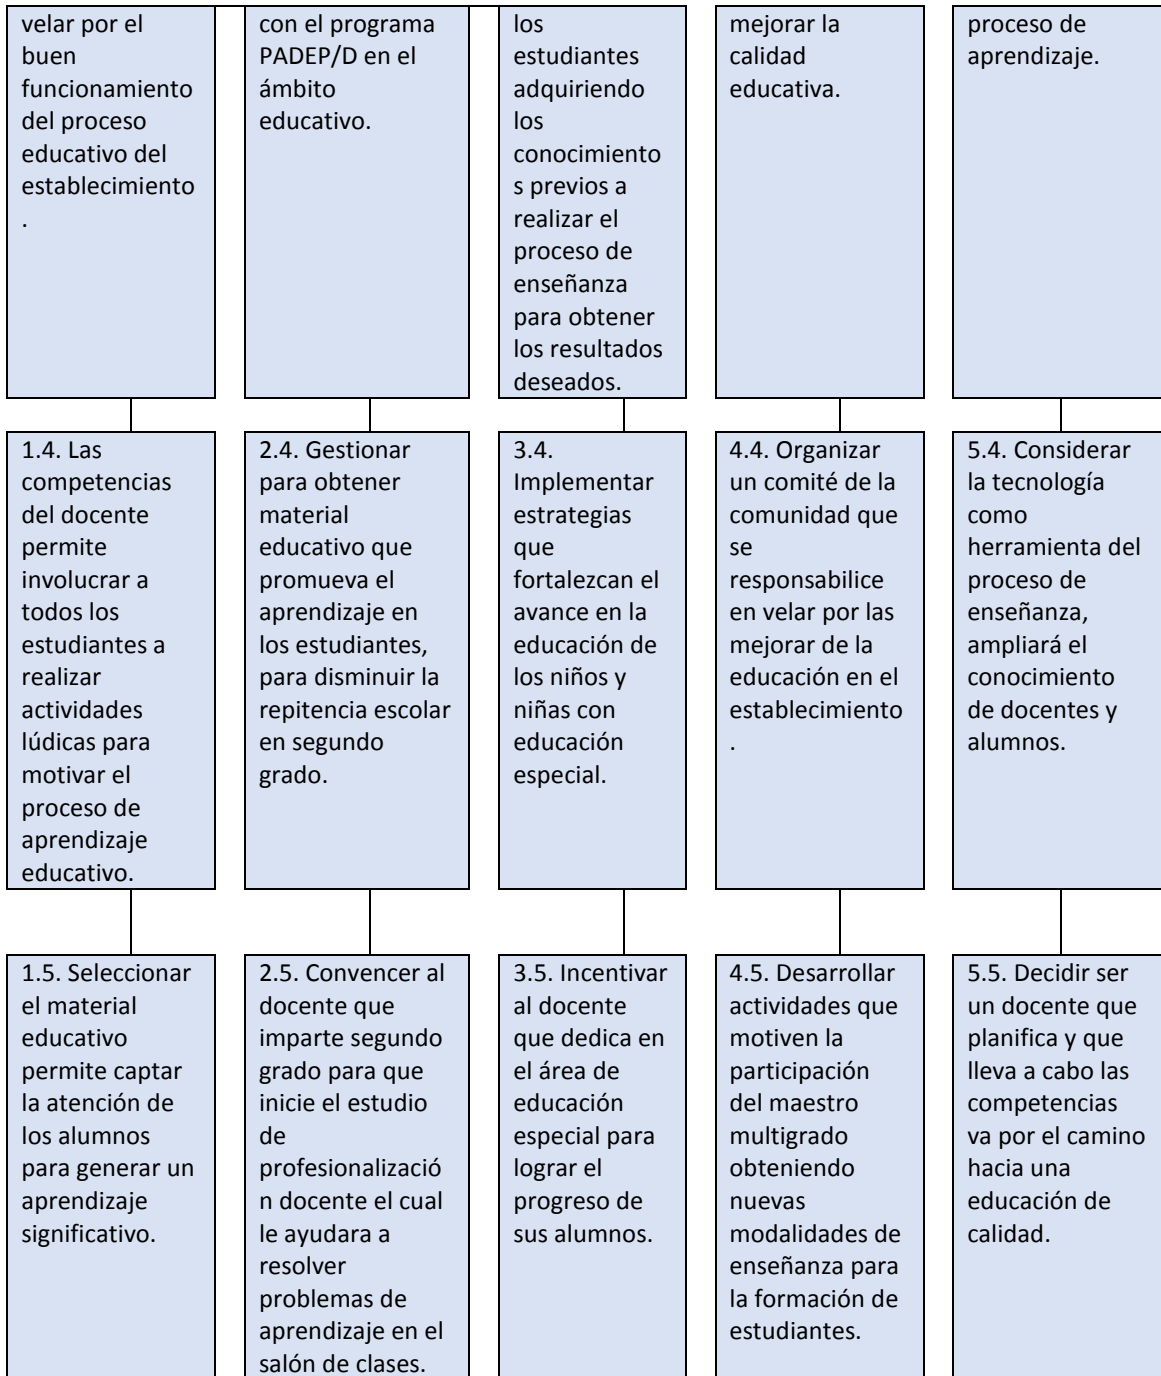 velar por el
buen
funcionamiento
del proceso
educativo del
establecimiento
.
con el programa
PADEP/D en el
ámbito
educativo.
los
estudiantes
adquiriendo
los
conocimiento
s previos a
realizar el
proceso de
enseñanza
para obtener
los resultados
deseados.
mejorar la
calidad
educativa.
proceso de
aprendizaje.
1.4. Las
competencias
del docente
permite
involucrar a
todos los
estudiantes a
realizar
actividades
lúdicas para
motivar el
proceso de
aprendizaje
educativo.
2.4. Gestionar
para obtener
material
educativo que
promueva el
aprendizaje en
los estudiantes,
para disminuir la
repitencia escolar
en segundo
grado.
3.4.
Implementar
estrategias
que
fortalezcan el
avance en la
educación de
los niños y
niñas con
educación
especial.
4.4. Organizar
un comité de la
comunidad que
se
responsabilice
en velar por las
mejorar de la
educación en el
establecimiento
.
5.4. Considerar
la tecnología
como
herramienta del
proceso de
enseñanza,
ampliará el
conocimiento
de docentes y
alumnos.
1.5. Seleccionar
el material
educativo
permite captar
la atención de
los alumnos
para generar un
aprendizaje
significativo.
2.5. Convencer al
docente que
imparte segundo
grado para que
inicie el estudio
de
profesionalizació
n docente el cual
le ayudara a
resolver
problemas de
aprendizaje en el
salón de clases.
3.5. Incentivar
al docente
que dedica en
el área de
educación
especial para
lograr el
progreso de
sus alumnos.
4.5. Desarrollar
actividades que
motiven la
participación
del maestro
multigrado
obteniendo
nuevas
modalidades de
enseñanza para
la formación de
estudiantes.
5.5. Decidir ser
un docente que
planifica y que
lleva a cabo las
competencias
va por el camino
hacia una
educación de
calidad.